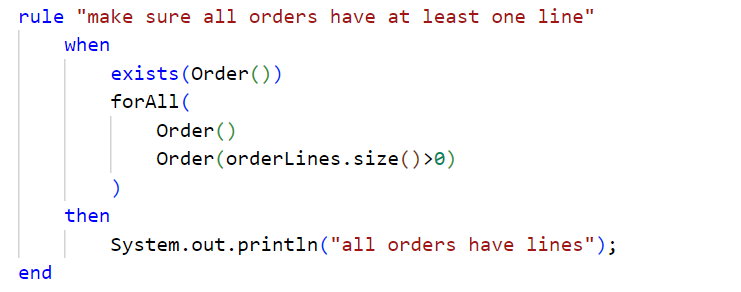 rule "make sure all orders have at least one line"
    when
        exists(Order())
        forAll(
            Order()
            Order(orderLines.size()>0)
        )
    then
        System.out.println("all orders have lines");
end